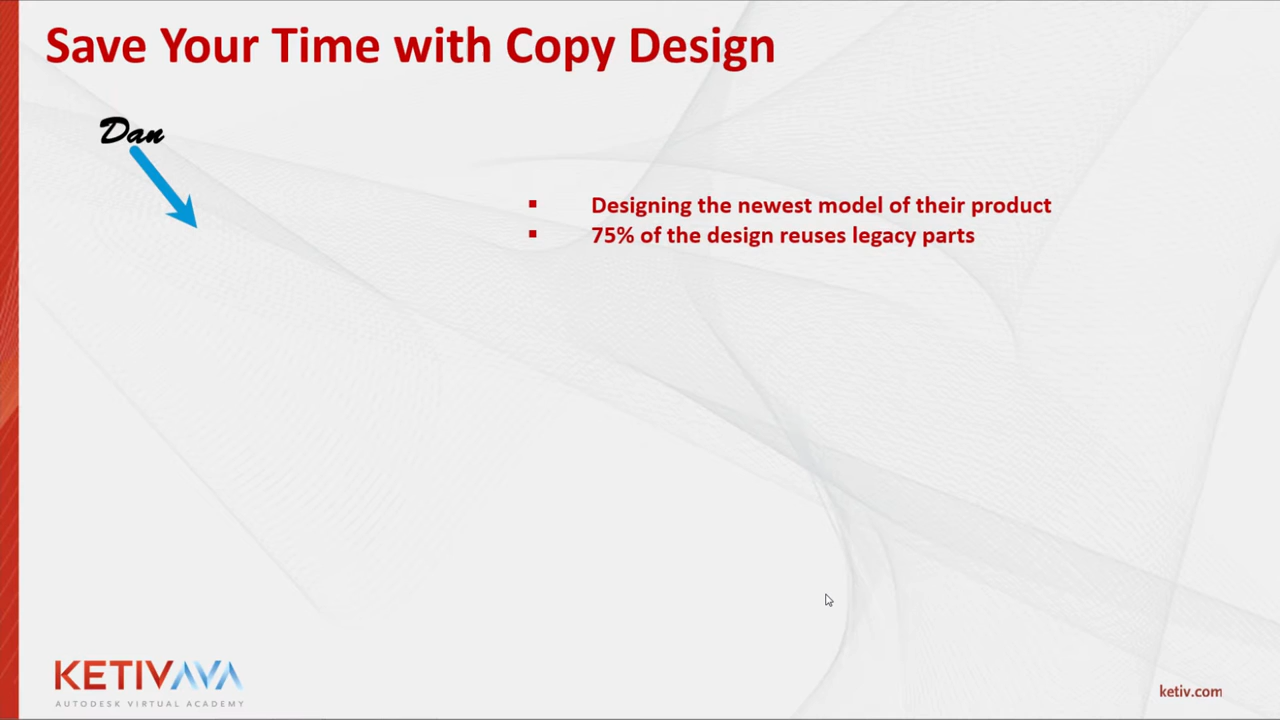 Save Your Time with Copy Design
Dan
▪ Designing the newest model of their product
▪ 75% of the design reuses legacy parts
KETIVAVA
AUTODESK VIRTUAL ACADEMY
ketiv.com